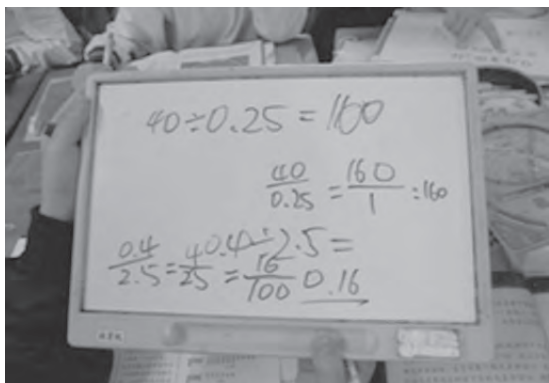 40÷0.25=160
40/0.25 = 160/1 = 160
0.4÷2.5=
0.4/2.5 = 4/25 = 16/100 0.16